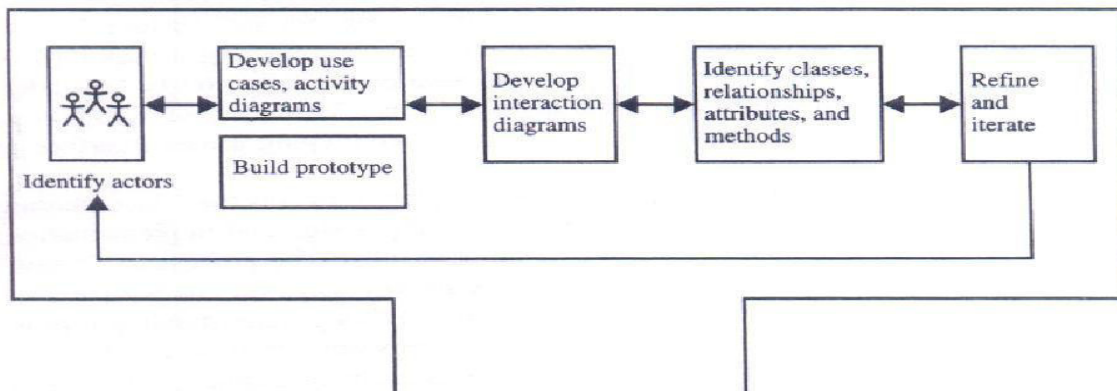 Identify actors
Develop use
cases, activity
diagrams
Build prototype
Develop
interaction
diagrams
Identify classes,
relationships,
attributes, and
methods
Refine
and
iterate